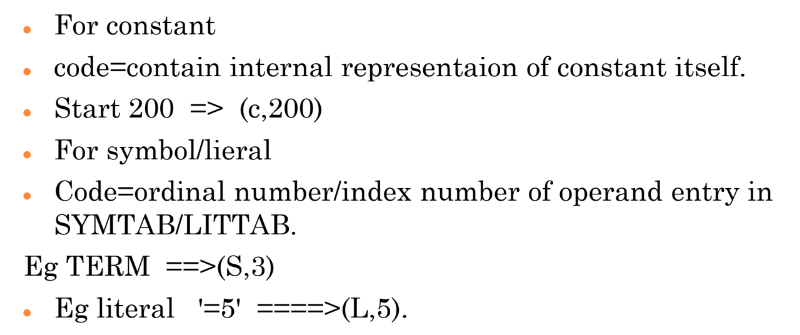 For constant
code=contain internal representaion of constant itself.
Start 200 => (c,200)
For symbol/lieral
Code=ordinal number/index number of operand entry in
SYMTAB/LITTAB.
Eg TERM ==>(S,3)
Eg literal '=5' ====>(L,5).